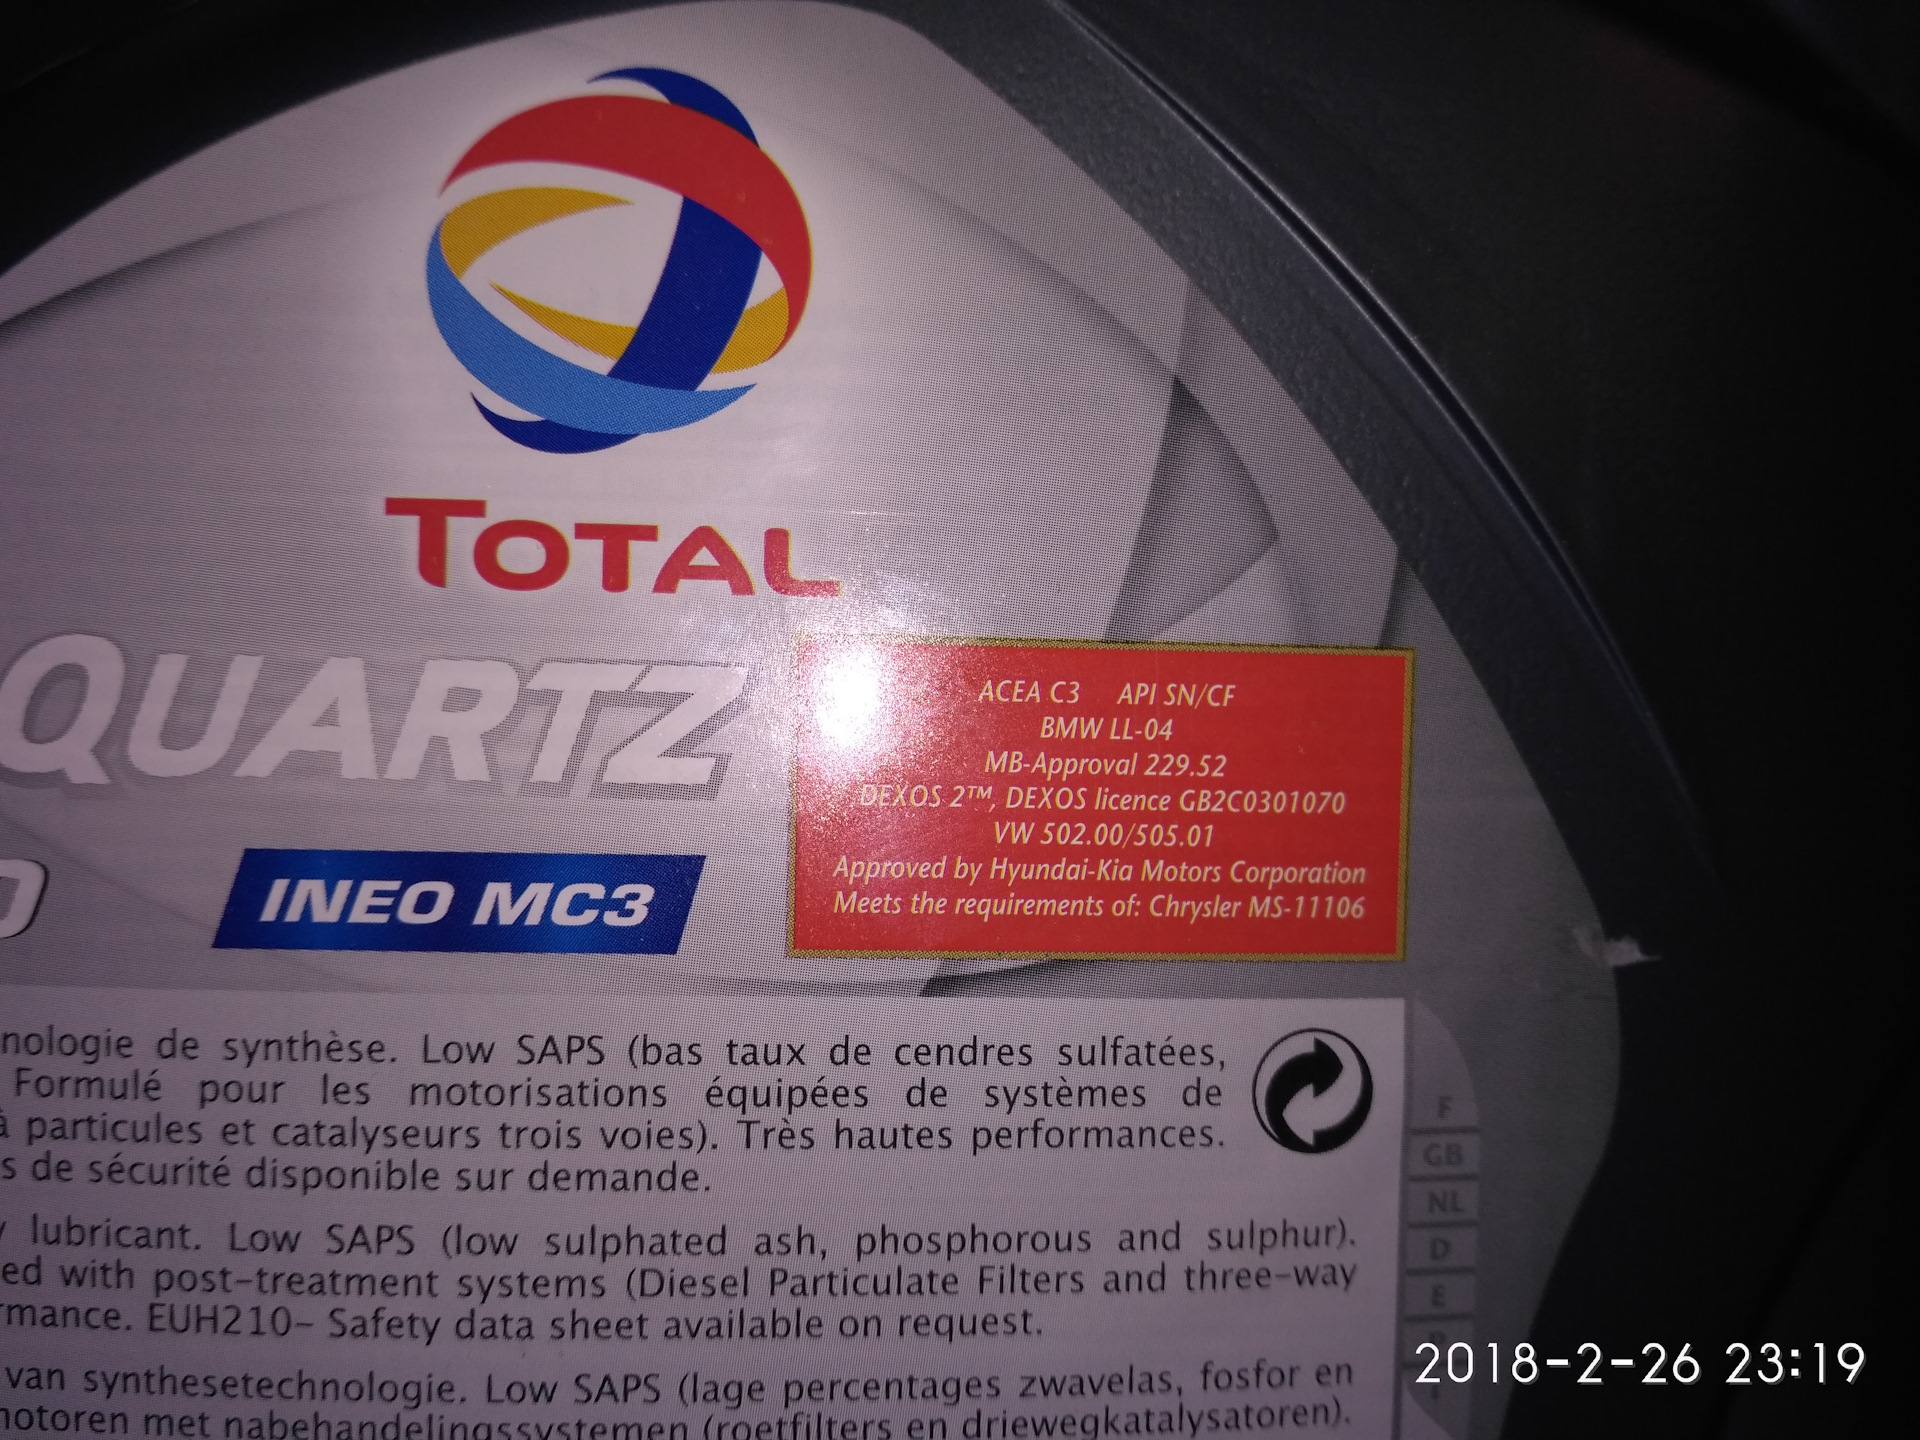 TOTAL
QUARTZ
INEO MC3
ACEA C3 API SN/CF
BMW LL-04
MB-Approval 229.52
DEXOS 2™, DEXOS licence GB2C0301070
VW 502.00/505.01
Approved by Hyundai-Kia Motors Corporation
Meets the requirements of: Chrysler MS-11106
nologie de synthèse. Low SAPS (bas taux de cendres sulfatées,
Formulé pour les motorisations équipées de systèmes de
à particules et catalyseurs trois voies). Très hautes performances.
s de sécurité disponible sur demande.
lubricant. Low SAPS (low sulphated ash, phosphorous and sulphur).
ed with post-treatment systems (Diesel Particulate Filters and three-way
rmance. EUH210- Safety data sheet available on request.
van synthesetechnologie. Low SAPS (lage percentages zwavelas, fosfor en
motoren met nabehandelingssystemen (roetfilters en driewegkatalysatoren).
F
GB
NL
D
E
2018-2-26 23:19